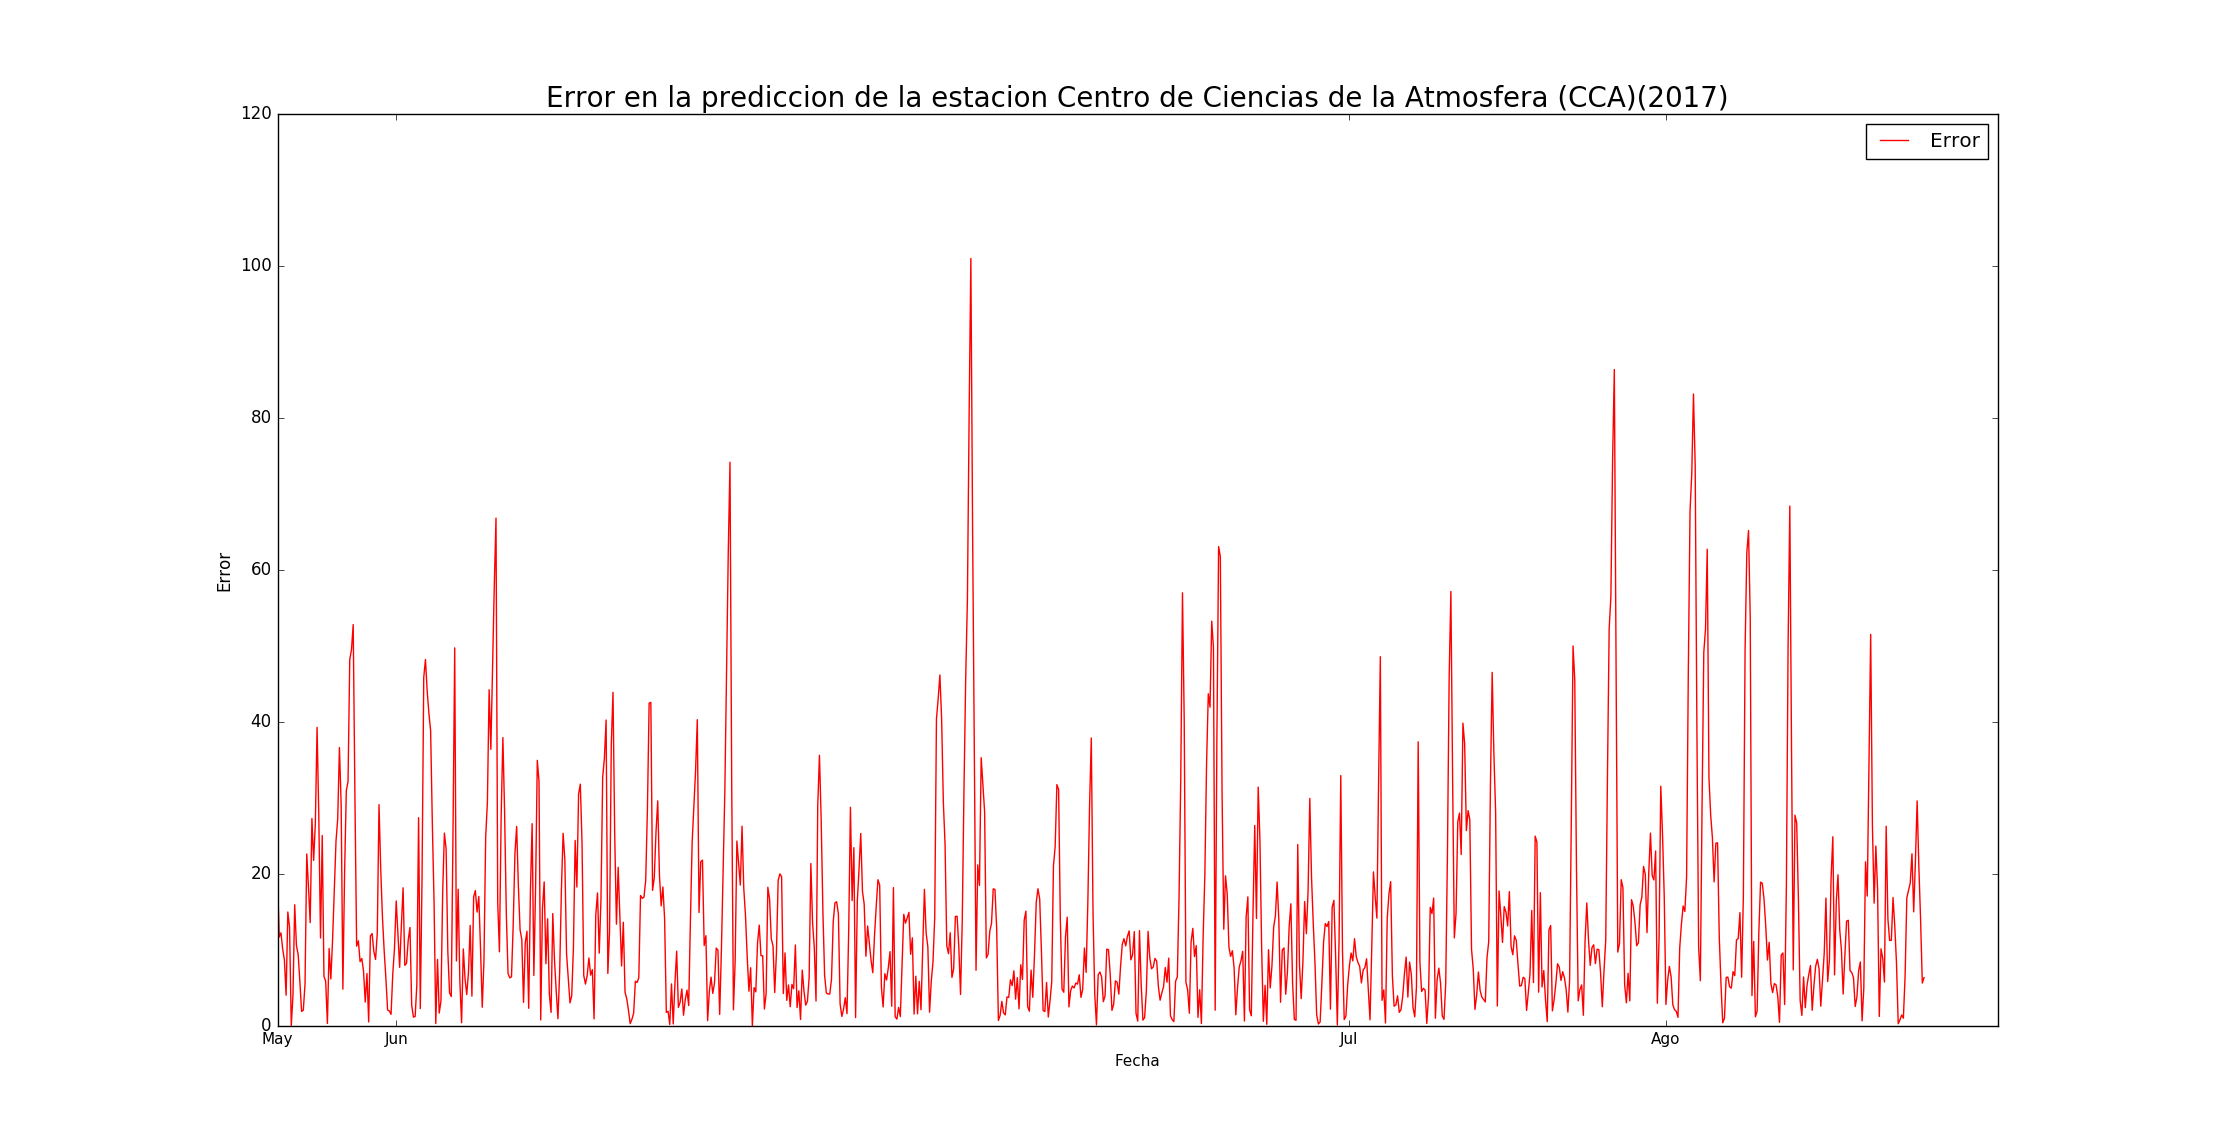 Error en la prediccion de la estacion Centro de Ciencias de la Atmosfera (CCA)(2017)
120
100
80
60
40
20
0
Error
Error
May
Jun
Jul
Ago
Fecha